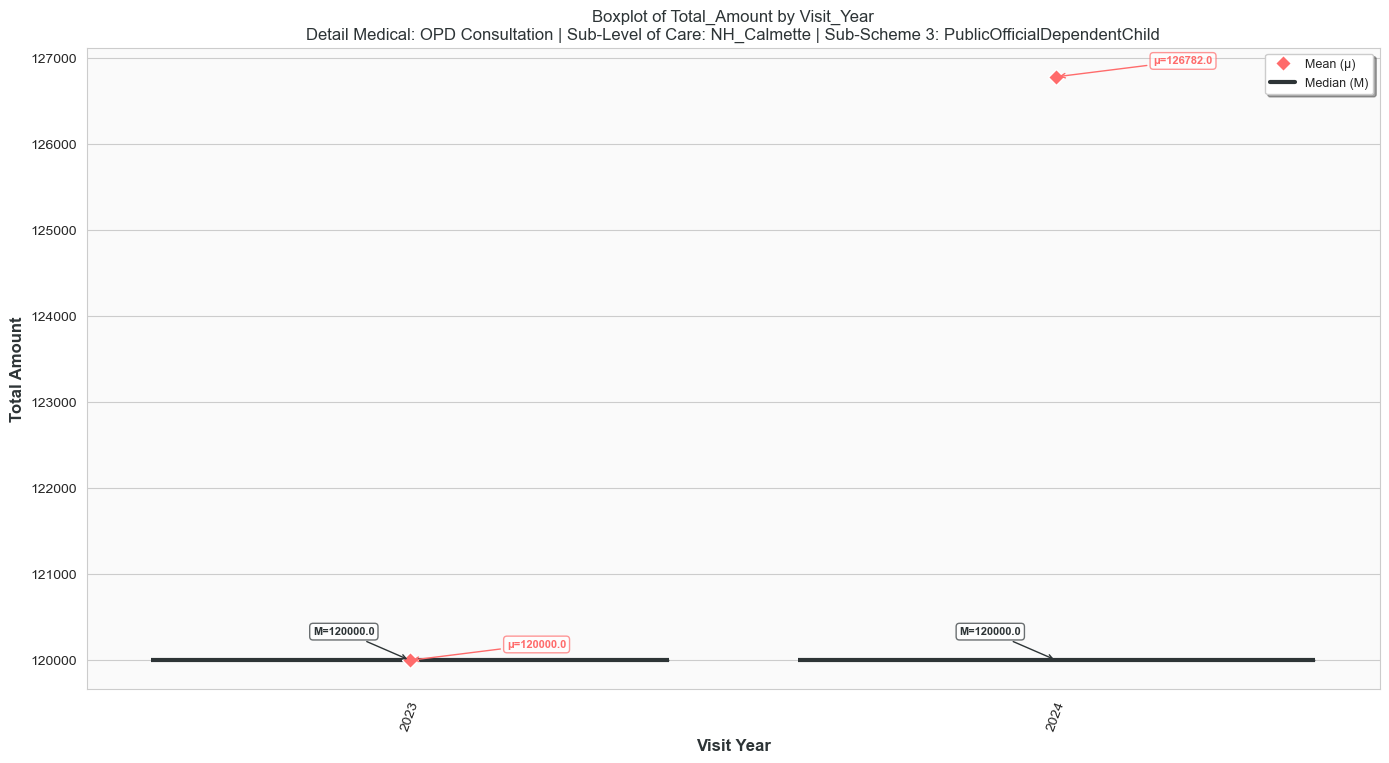 Boxplot of Total_Amount by Visit_Year
Detail Medical: OPD Consultation | Sub-Level of Care: NH_Calmette | Sub-Scheme 3: PublicOfficialDependentChild
Mean (μ)
Median (M)
μ=126782.0
127000
126000
125000
124000
123000
122000
121000
120000
Total Amount
M=120000.0
μ=120000.0
M=120000.0
2023
2024
Visit Year